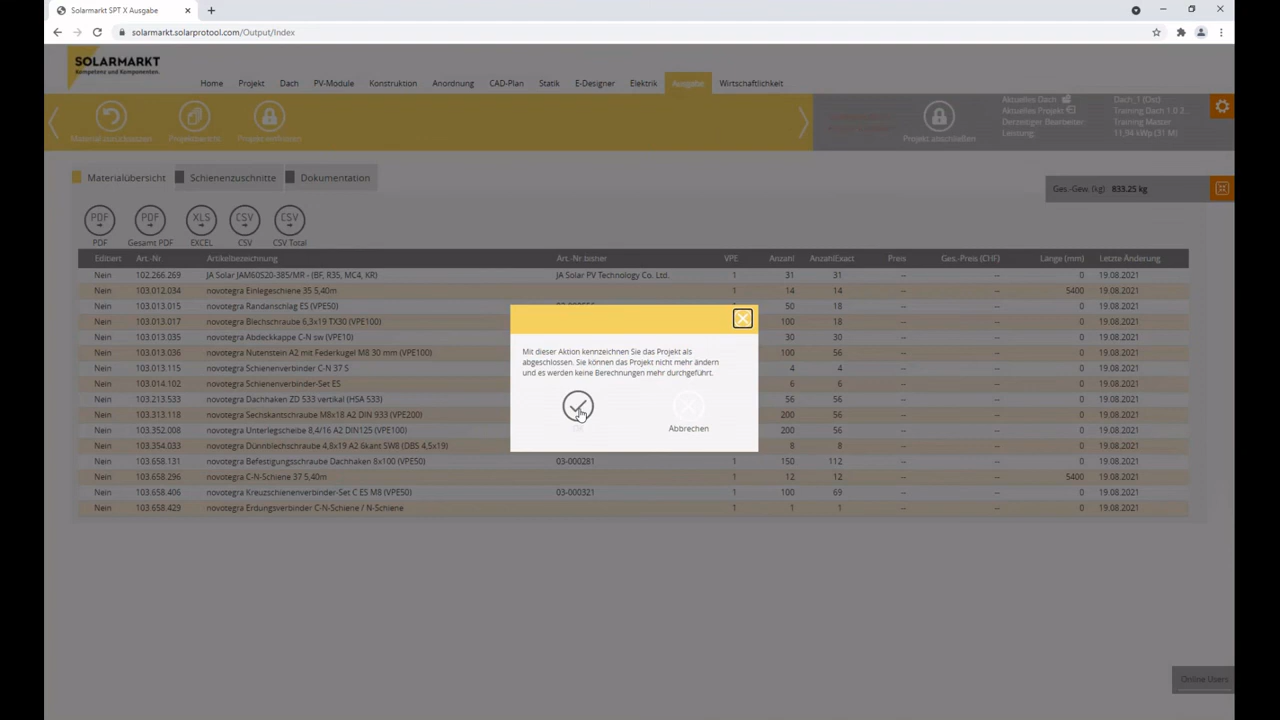 Solarmarkt SPT X Ausgabe
solarmarkt.solarprotool.com/Output/Index
SOLARMARKT
Kompetenz und Komponenten.
Home Projekt Dach PV-Module Konstruktion Anordnung CAD-Plan Statik E-Designer Elektrik Ausgabe Wirtschaftlichkeit
Material zurücksetzen Projektbericht Projekt einfrieren Projekt abschließen
Aktuelles Dach Dach_1 (Ost)
Aktuelles Projekt Training Dach 1 0 2...
Derzeitiger Bearbeiter Training Master
Leistung: 11,94 kWp (31 M)
Materialübersicht Schienenzuschnitte Dokumentation
Ges.-Gew. (kg) 833.25 kg
PDF PDF XLS CSV CSV
PDF Gesamt PDF EXCEL CSV CSV Total
Editiert Art.-Nr. Artikelbezeichnung Art.-Nr.bisher VPE Anzahl AnzahlExact Preis Ges.-Preis (CHF) Länge (mm) Letzte Änderung
Nein 102.266.269 JA Solar JAM60S20-385/MR - (BF, R35, MC4, KR) JA Solar PV Technology Co. Ltd. 1 31 31 -- -- 0 19.08.2021
Nein 103.012.034 novotegra Einlegeschiene 35 5,40m 1 14 14 -- -- 5400 19.08.2021
Nein 103.013.015 novotegra Randanschlag ES (VPE50) 50 18 -- -- 0 19.08.2021
Nein 103.013.017 novotegra Blechschraube 6,3x19 TX30 (VPE100) 100 18 -- -- 0 19.08.2021
Nein 103.013.035 novotegra Abdeckkappe C-N sw (VPE10) 30 30 -- -- 0 19.08.2021
Nein 103.013.036 novotegra Nutenstein A2 mit Federkugel M8 30 mm (VPE100) 100 56 -- -- 0 19.08.2021
Nein 103.013.115 novotegra Schienenverbinder C-N 37 S 4 4 -- -- 0 19.08.2021
Nein 103.014.102 novotegra Schienenverbinder-Set ES 6 6 -- -- 0 19.08.2021
Nein 103.213.533 novotegra Dachhaken ZD 533 vertikal (HSA 533) 56 56 -- -- 0 19.08.2021
Nein 103.313.118 novotegra Sechskantschraube M8x18 A2 DIN 933 (VPE200) 200 56 -- -- 0 19.08.2021
Nein 103.352.008 novotegra Unterlegscheibe 8,4/16 A2 DIN125 (VPE100) 200 56 -- -- 0 19.08.2021
Nein 103.354.033 novotegra Dünnblechschraube 4,8x19 A2 6kant SW8 (DBS 4,5x19) 1 8 8 -- -- 0 19.08.2021
Nein 103.658.131 novotegra Befestigungsschraube Dachhaken 8x100 (VPE50) 03-000281 1 150 112 -- -- 0 19.08.2021
Nein 103.658.296 novotegra C-N-Schiene 37 5,40m 1 12 12 -- -- 5400 19.08.2021
Nein 103.658.406 novotegra Kreuzschienenverbinder-Set C ES M8 (VPE50) 03-000321 1 100 69 -- -- 0 19.08.2021
Nein 103.658.429 novotegra Erdungsverbinder C-N-Schiene / N-Schiene 1 1 1 -- -- 0 19.08.2021
Mit dieser Aktion kennzeichnen Sie das Projekt als
abgeschlossen. Sie können das Projekt nicht mehr ändern
und es werden keine Berechnungen mehr durchgeführt.
Abbrechen
Online Users